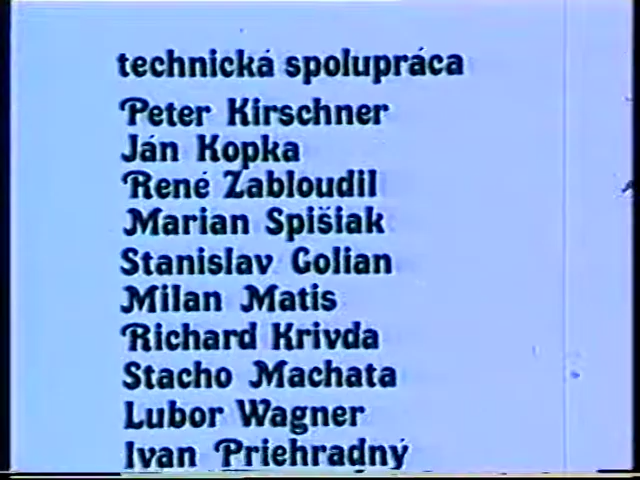 technická spolupráca
Peter Kirschner
Ján Kopka
René Zabloudil
Marian Spišiak
Stanislav Golian
Milan Matis
Richard Krivda
Stacho Machata
Lubor Wagner
Ivan Priehradný